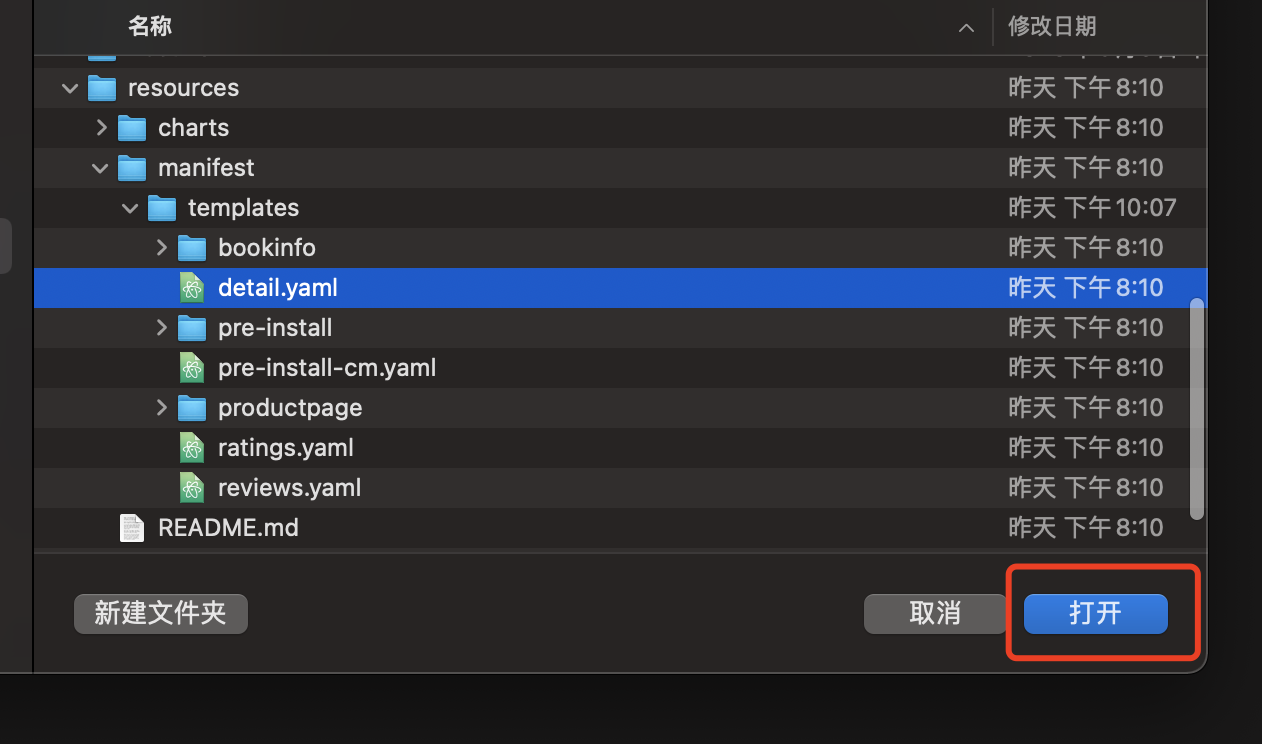 名称 修改日期
resources 昨天 下午8:10
charts 昨天 下午8:10
manifest 昨天 下午8:10
templates 昨天 下午10:07
bookinfo 昨天 下午8:10
detail.yaml 昨天 下午8:10
pre-install 昨天 下午8:10
pre-install-cm.yaml 昨天 下午8:10
productpage 昨天 下午8:10
ratings.yaml 昨天 下午8:10
reviews.yaml 昨天 下午8:10
README.md 昨天 下午8:10
新建文件夹 取消 打开